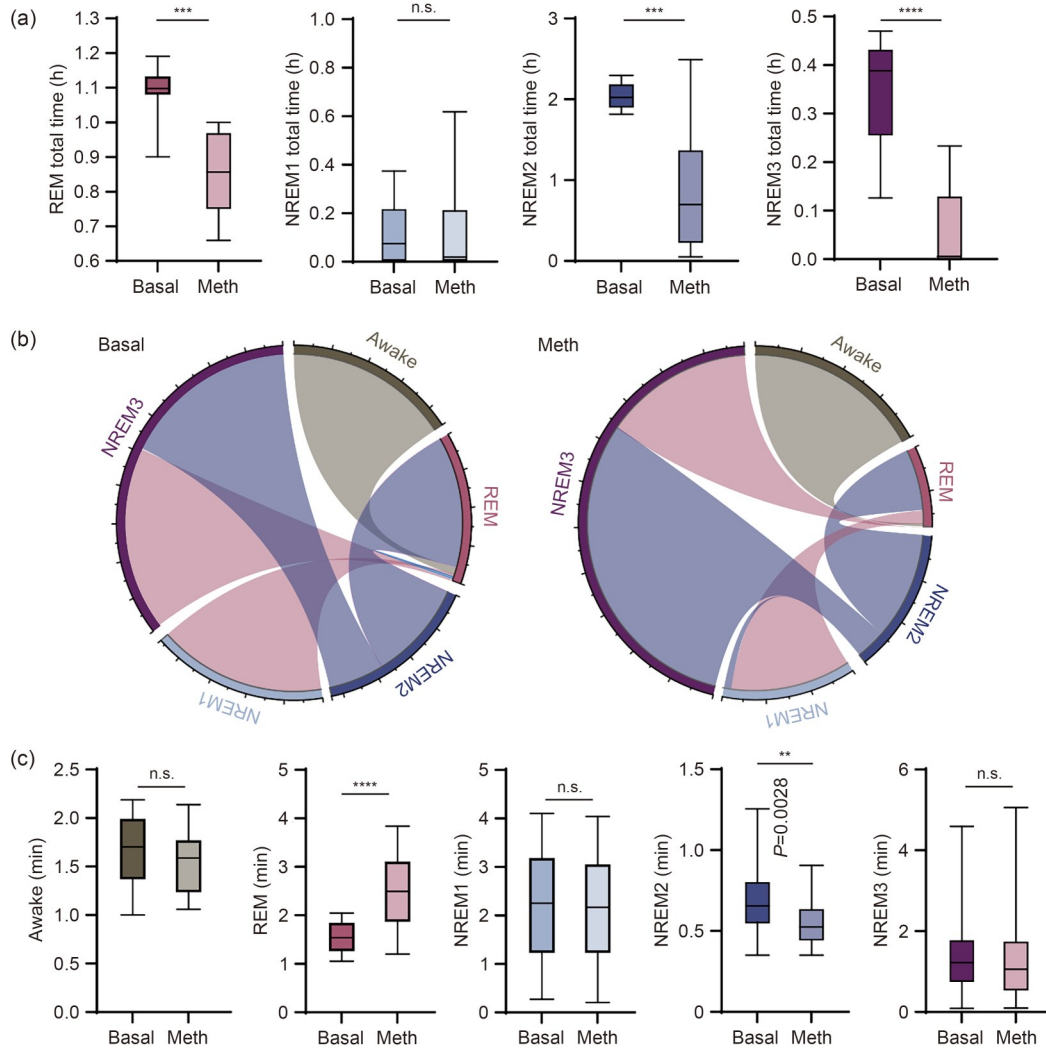 (a)
REM total time (h)
1.3
1.2
1.1
1.0
0.9
0.8
0.7
0.6
***
Basal Meth
NREM1 total time (h)
1.0
0.8
0.6
0.4
0.2
0.0
n.s.
Basal Meth
NREM2 total time (h)
3
2
1
0
***
Basal Meth
NREM3 total time (h)
0.5
0.4
0.3
0.2
0.1
0.0
****
Basal Meth
(b)
Basal
Awake
REM
NREM2
NREM1
NREM3
Meth
Awake
REM
NREM2
NREM1
NREM3
(c)
Awake (min)
2.5
2.0
1.5
1.0
0.5
0.0
n.s.
Basal Meth
REM (min)
5
4
3
2
1
0
****
Basal Meth
NREM1 (min)
5
4
3
2
1
0
n.s.
Basal Meth
NREM2 (min)
1.5
1.0
0.5
0
**
P=0.0028
Basal Meth
NREM3 (min)
6
4
2
0
n.s.
Basal Meth